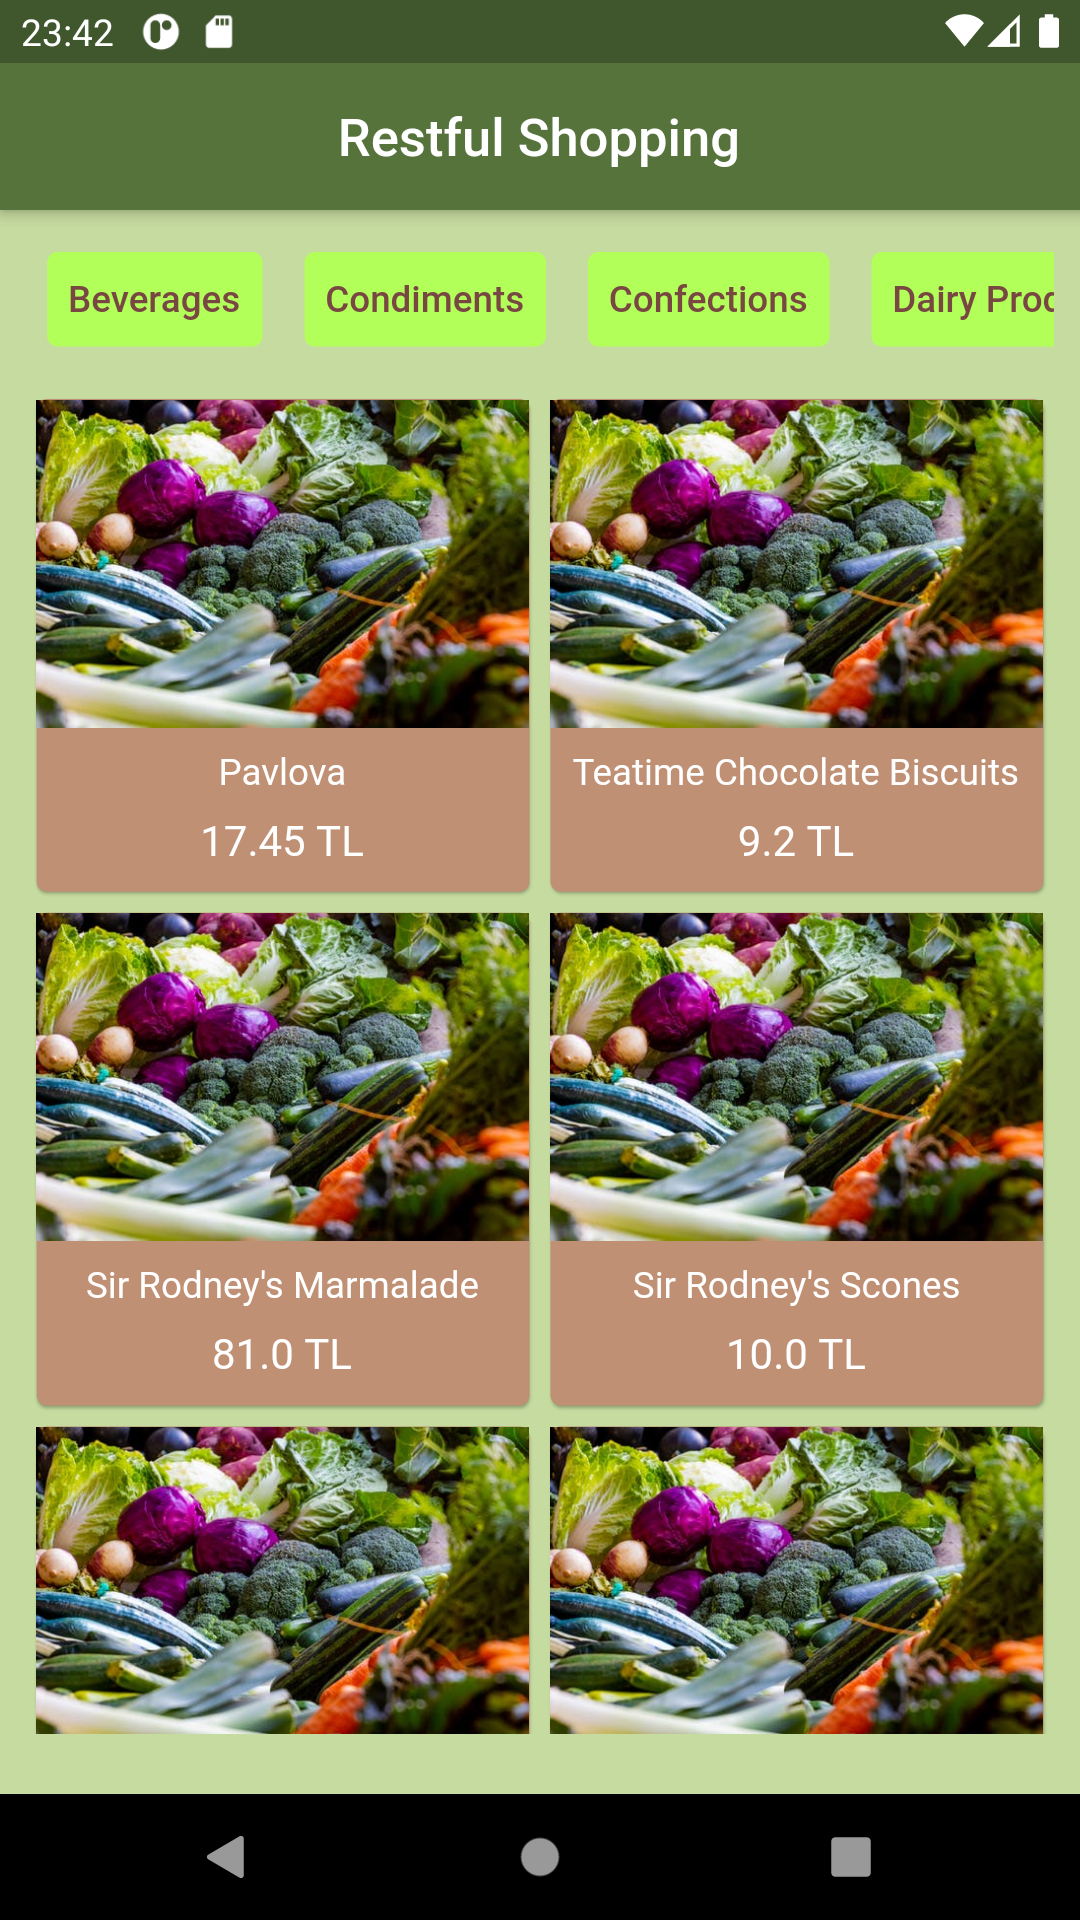 23:42
Restful Shopping
Beverages Condiments Confections Dairy Proc
Pavlova
17.45 TL
Teatime Chocolate Biscuits
9.2 TL
Sir Rodney's Marmalade
81.0 TL
Sir Rodney's Scones
10.0 TL